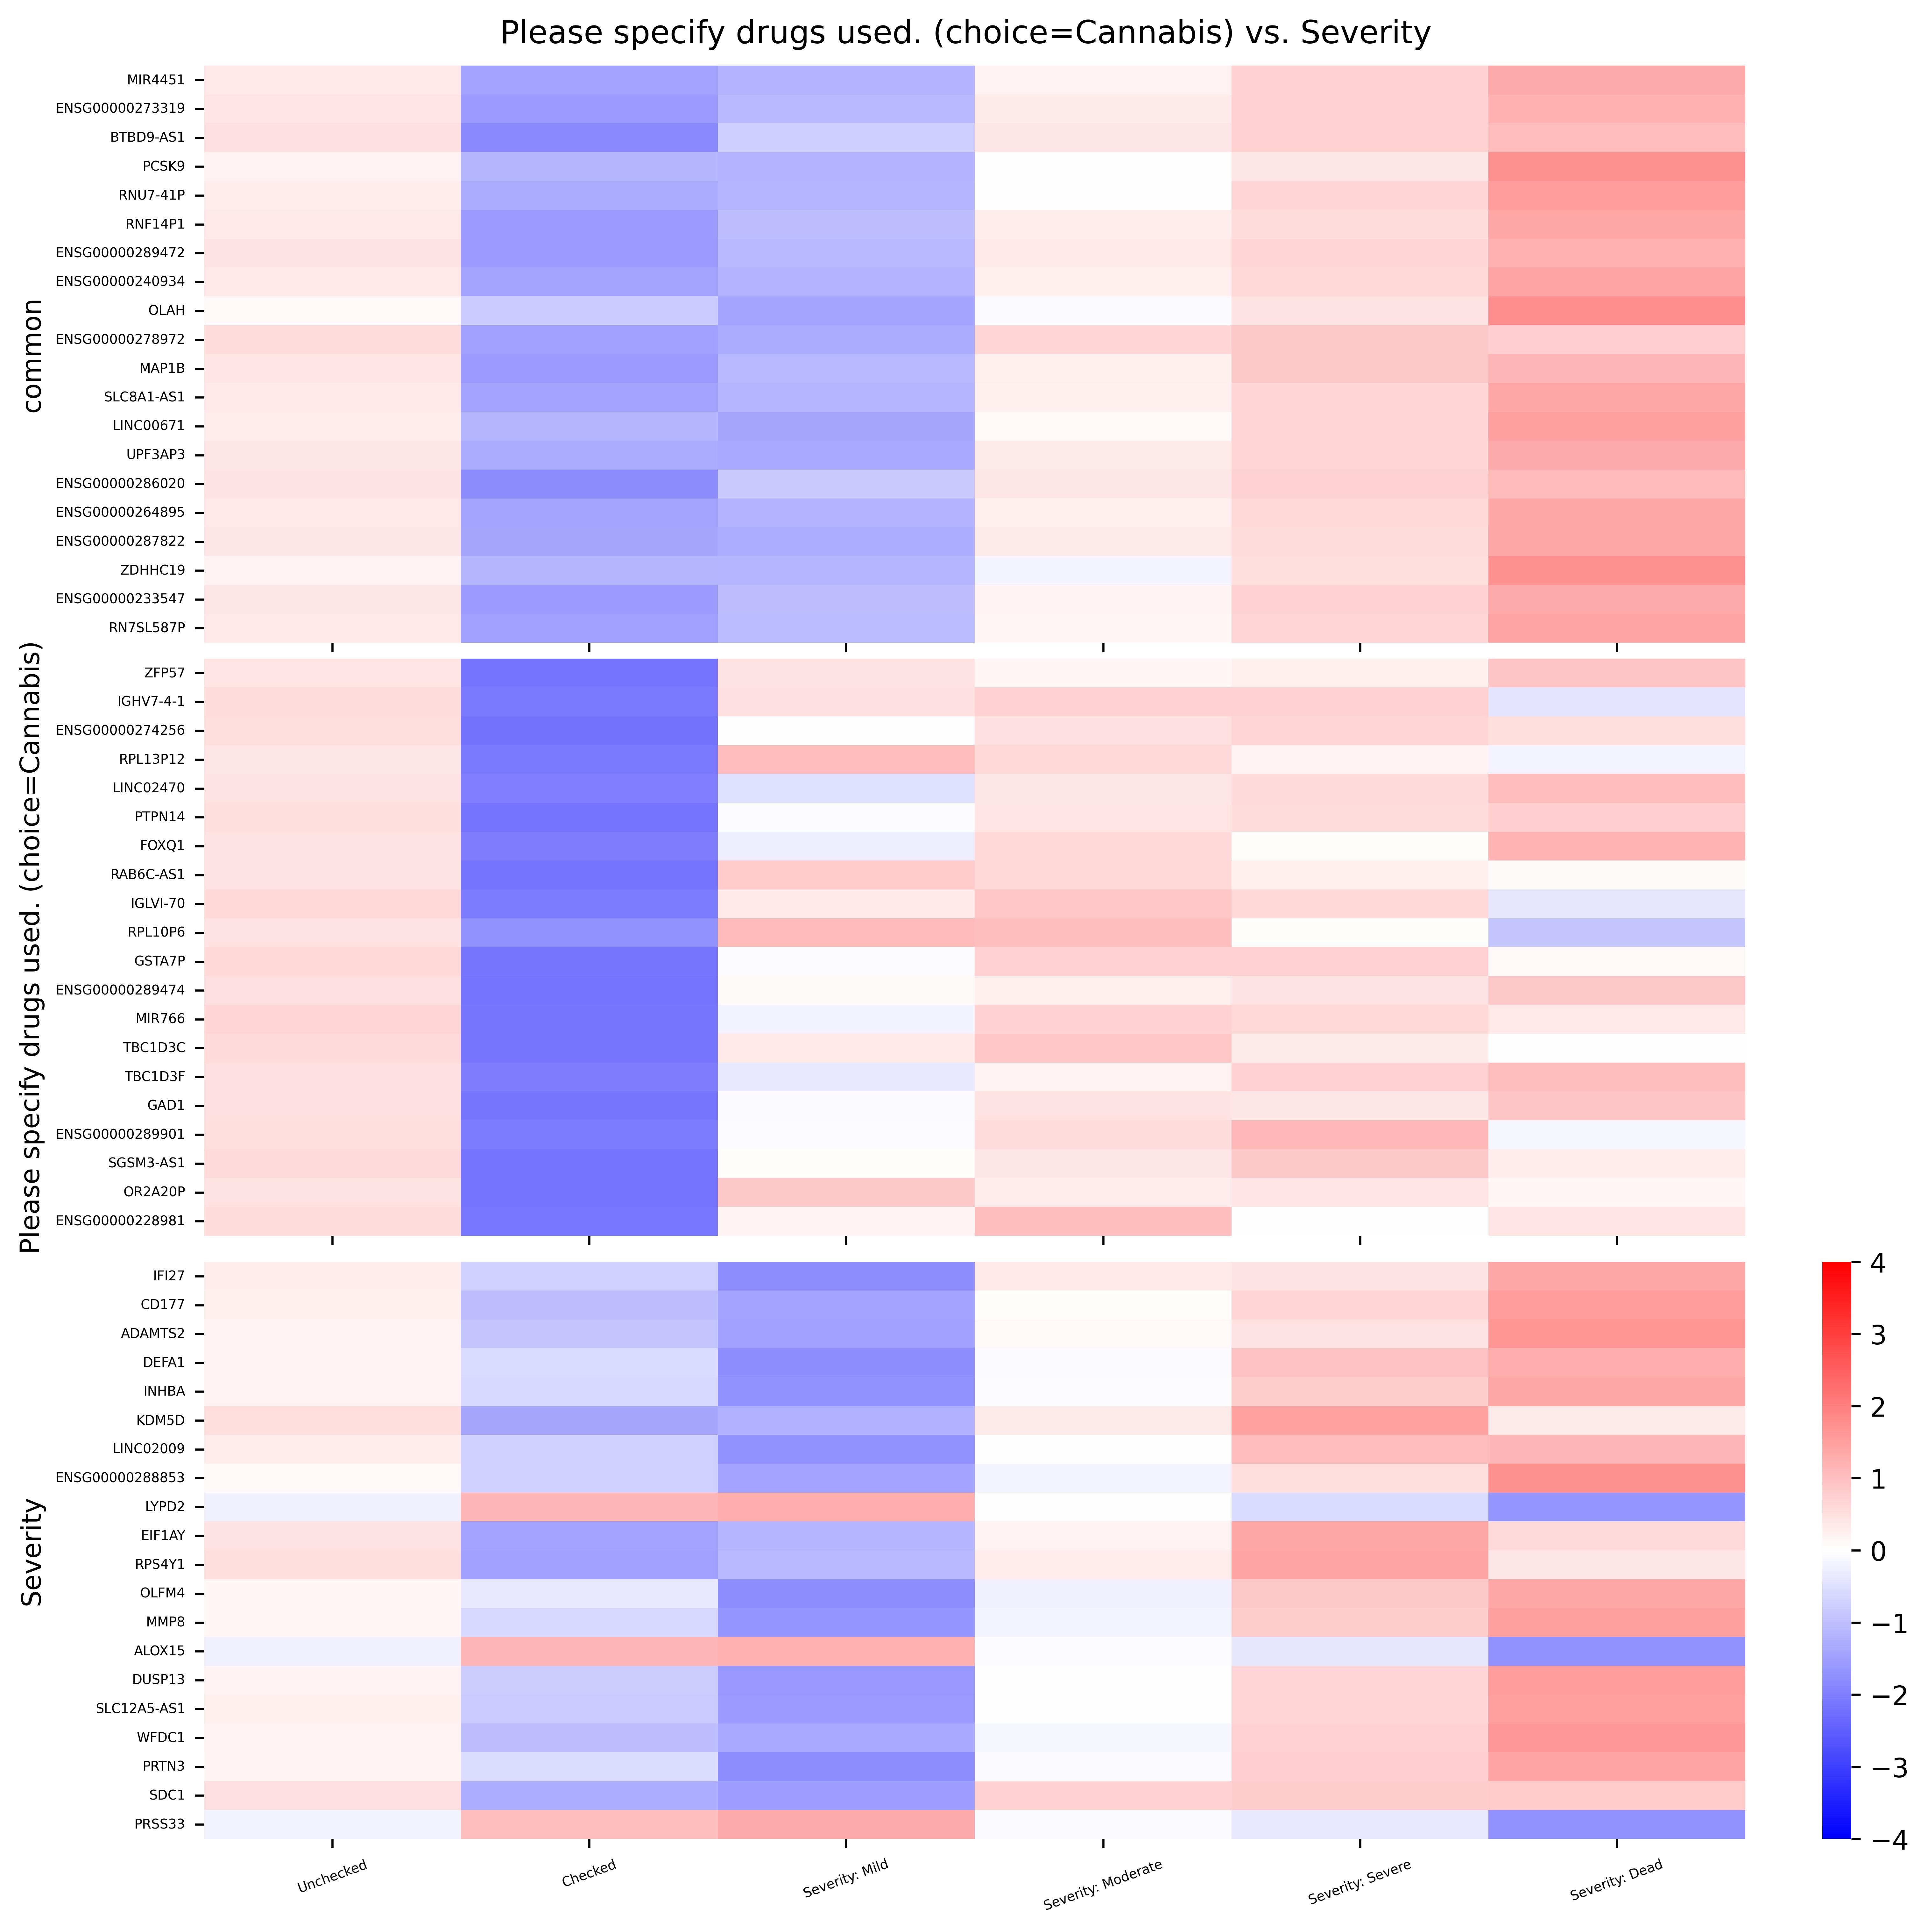 Please specify drugs used. (choice=Cannabis) vs. Severity
common
MIR4451
ENSG00000273319
BTBD9-AS1
PCSK9
RNU7-41P
RNF14P1
ENSG00000289472
ENSG00000240934
OLAH
ENSG00000278972
MAP1B
SLC8A1-AS1
LINC00671
UPF3AP3
ENSG00000286020
ENSG00000264895
ENSG00000287822
ZDHHC19
ENSG00000233547
RN7SL587P
Please specify drugs used. (choice=Cannabis)
ZFP57
IGHV7-4-1
ENSG00000274256
RPL13P12
LINC02470
PTPN14
FOXQ1
RAB6C-AS1
IGLVI-70
RPL10P6
GSTA7P
ENSG00000289474
MIR766
TBC1D3C
TBC1D3F
GAD1
ENSG00000289901
SGSM3-AS1
OR2A20P
ENSG00000228981
Severity
IFI27
CD177
ADAMTS2
DEFA1
INHBA
KDM5D
LINC02009
ENSG00000288853
LYPD2
EIF1AY
RPS4Y1
OLFM4
MMP8
ALOX15
DUSP13
SLC12A5-AS1
WFDC1
PRTN3
SDC1
PRSS33
Unchecked
Checked
Severity: Mild
Severity: Moderate
Severity: Severe
Severity: Dead
4
3
2
1
0
−1
−2
−3
−4